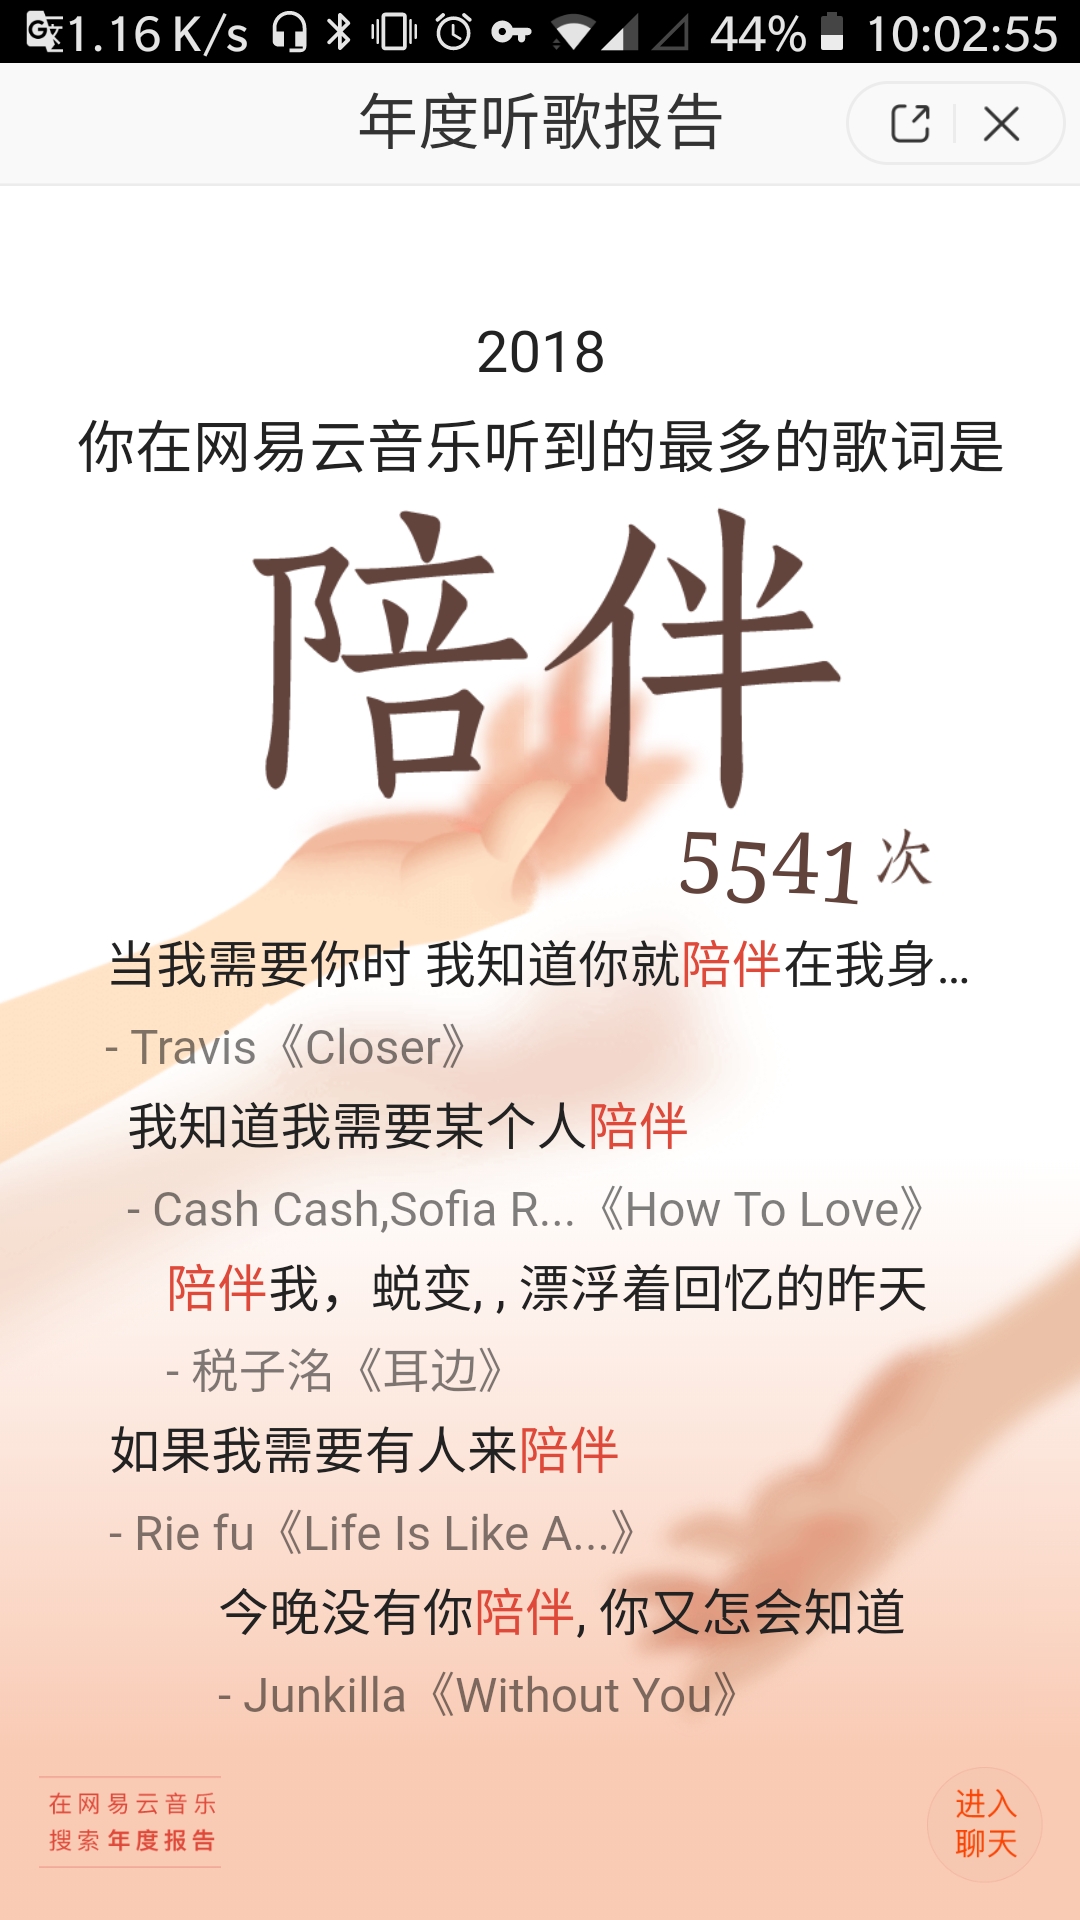 1.16 K/s 44% 10:02:55
年度听歌报告
2018
你在网易云音乐听到的最多的歌词是
陪伴
5541次
当我需要你时 我知道你就陪伴在我身...
- Travis《Closer》
我知道我需要某个人陪伴
- Cash Cash,Sofia R...《How To Love》
陪伴我，蜕变, , 漂浮着回忆的昨天
- 税子洺《耳边》
如果我需要有人来陪伴
- Rie fu《Life Is Like A...》
今晚没有你陪伴, 你又怎会知道
- Junkilla《Without You》
在网易云音乐
搜索年度报告
进入
聊天